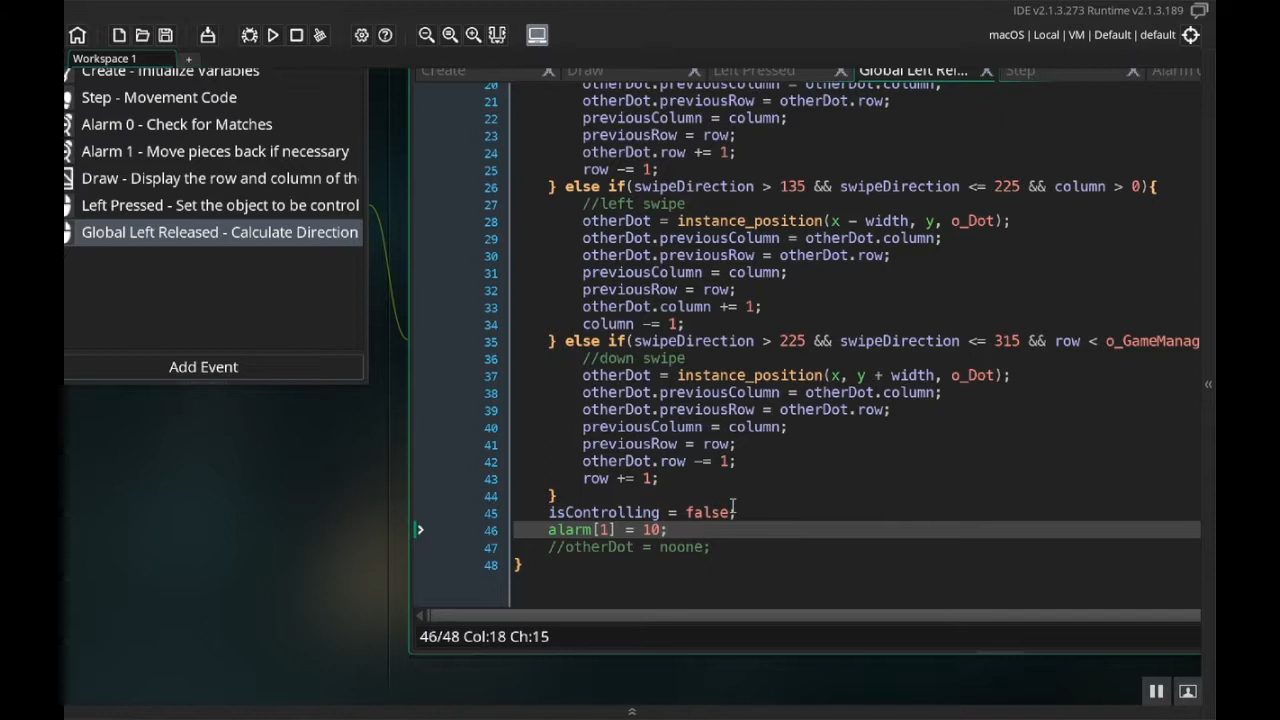 IDE v2.1.3.273 Runtime v2.1.3.189
macOS | Local | VM | Default | default
Workspace 1
+
Create - Initialize Variables
Step - Movement Code
Alarm 0 - Check for Matches
Alarm 1 - Move pieces back if necessary
Draw - Display the row and column of th
Left Pressed - Set the object to be control
Global Left Released - Calculate Direction
Add Event
Create
Draw
Left Pressed
Global Left Rel...
Step
Alarm
20 otherDot.previousColumn = otherDot.column;
21 otherDot.previousRow = otherDot.row;
22 previousColumn = column;
23 previousRow = row;
24 otherDot.row += 1;
25 row -= 1;
26 } else if(swipeDirection > 135 && swipeDirection <= 225 && column > 0){
27 //left swipe
28 otherDot = instance_position(x - width, y, o_Dot);
29 otherDot.previousColumn = otherDot.column;
30 otherDot.previousRow = otherDot.row;
31 previousColumn = column;
32 previousRow = row;
33 otherDot.column += 1;
34 column -= 1;
35 } else if(swipeDirection > 225 && swipeDirection <= 315 && row < o_GameManag
36 //down swipe
37 otherDot = instance_position(x, y + width, o_Dot);
38 otherDot.previousColumn = otherDot.column;
39 otherDot.previousRow = otherDot.row;
40 previousColumn = column;
41 previousRow = row;
42 otherDot.row -= 1;
43 row += 1;
44 }
45 isControlling = false;
46 alarm[1] = 10;
47 //otherDot = noone;
48 }
46/48 Col:18 Ch:15